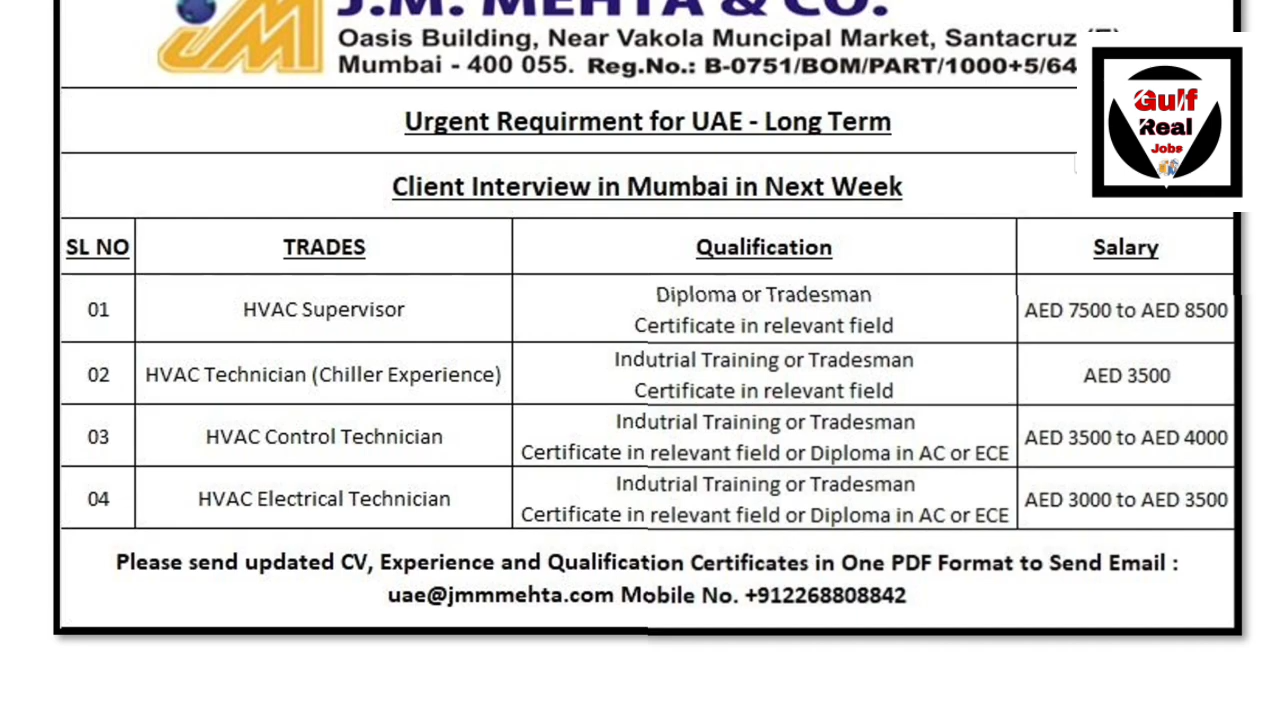 J.M. MEHTA & CO.
Oasis Building, Near Vakola Muncipal Market, Santacruz (E)
Mumbai - 400 055. Reg.No.: B-0751/BOM/PART/1000+5/64
Gulf
Real
Jobs
Urgent Requirment for UAE - Long Term
Client Interview in Mumbai in Next Week
SL NO TRADES Qualification Salary
01 HVAC Supervisor Diploma or Tradesman
Certificate in relevant field AED 7500 to AED 8500
02 HVAC Technician (Chiller Experience) Indutrial Training or Tradesman
Certificate in relevant field AED 3500
03 HVAC Control Technician Indutrial Training or Tradesman
Certificate in relevant field or Diploma in AC or ECE AED 3500 to AED 4000
04 HVAC Electrical Technician Indutrial Training or Tradesman
Certificate in relevant field or Diploma in AC or ECE AED 3000 to AED 3500
Please send updated CV, Experience and Qualification Certificates in One PDF Format to Send Email :
uae@jmmmehta.com Mobile No. +912268808842